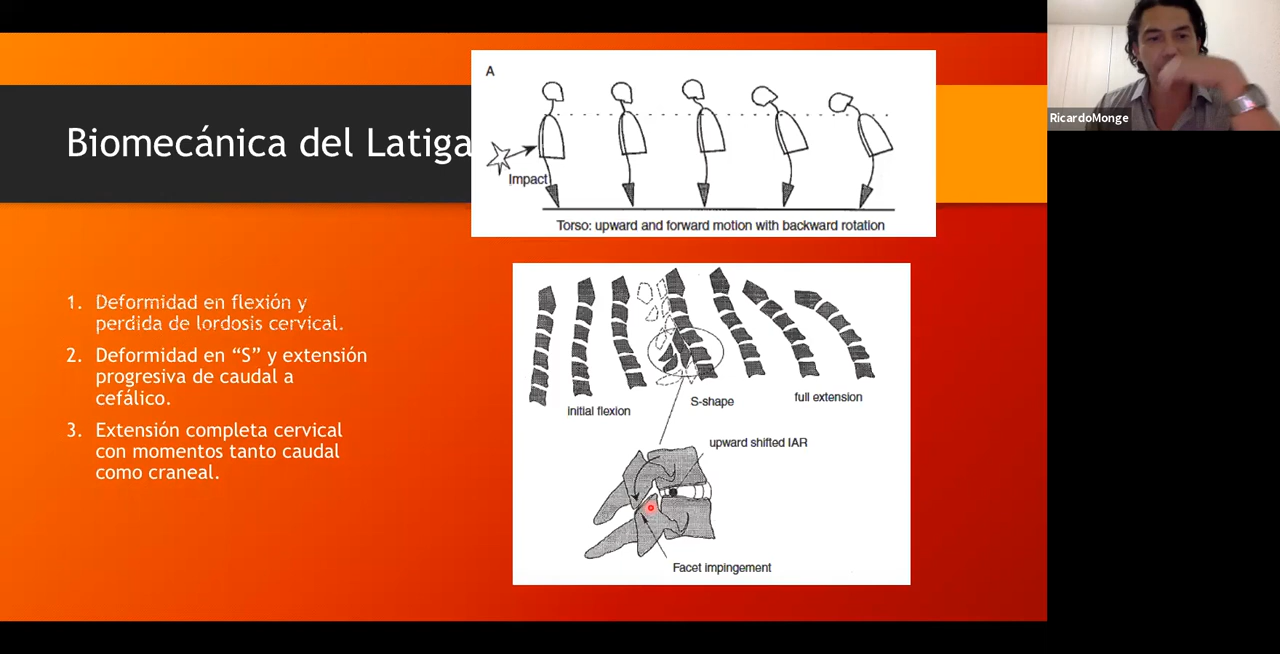 Biomecánica del Latiga
A
Impact
Torso: upward and forward motion with backward rotation
1. Deformidad en flexión y
perdida de lordosis cervical.
2. Deformidad en “S” y extensión
progresiva de caudal a
cefálico.
3. Extensión completa cervical
con momentos tanto caudal
como craneal.
initial flexion
S-shape
full extension
upward shifted IAR
Facet impingement
RicardoMonge